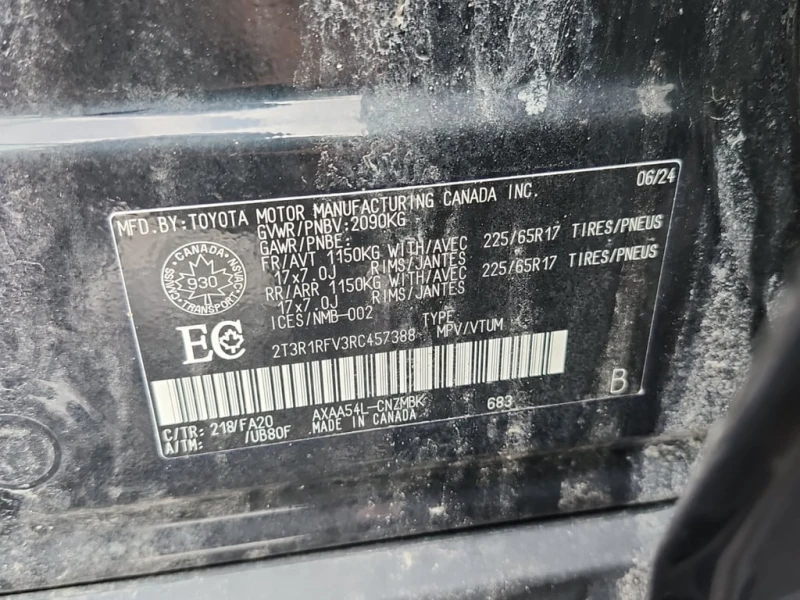 MFD.BY:TOYOTA MOTOR MANUFACTURING CANADA INC. 06/24
GVWR/PNBV:2090KG
GAWR/PNBE:
FR/AVT 1150KG WITH/AVEC 225/65R17 TIRES/PNEUS
17x7.0J RIMS/JANTES
RR/ARR 1150KG WITH/AVEC 225/65R17 TIRES/PNEUS
17x7.0J RIMS/JANTES
ICES/NMB-002 TYPE
2T3R1RFV3RC457388 MPV/VTUM
CANADA
930
TRANSPORT
EC
B
C/TR: 218/FA20 AXAA54L-CNZMBK 683
A/TM: /UB80F .MADE IN CANADA